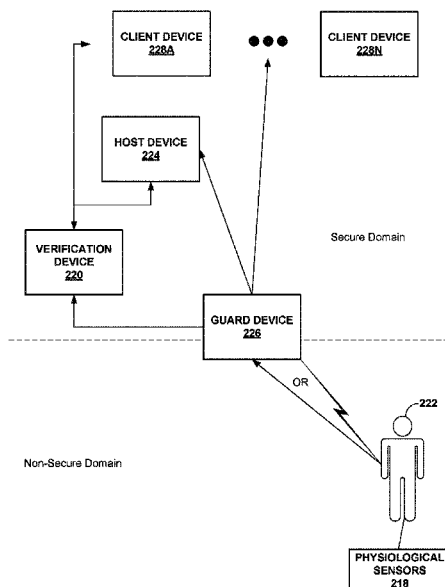 CLIENT DEVICE
228A
CLIENT DEVICE
228N
HOST DEVICE
224
VERIFICATION
DEVICE
220
Secure Domain
GUARD DEVICE
226
OR
222
Non-Secure Domain
PHYSIOLOGICAL
SENSORS
218